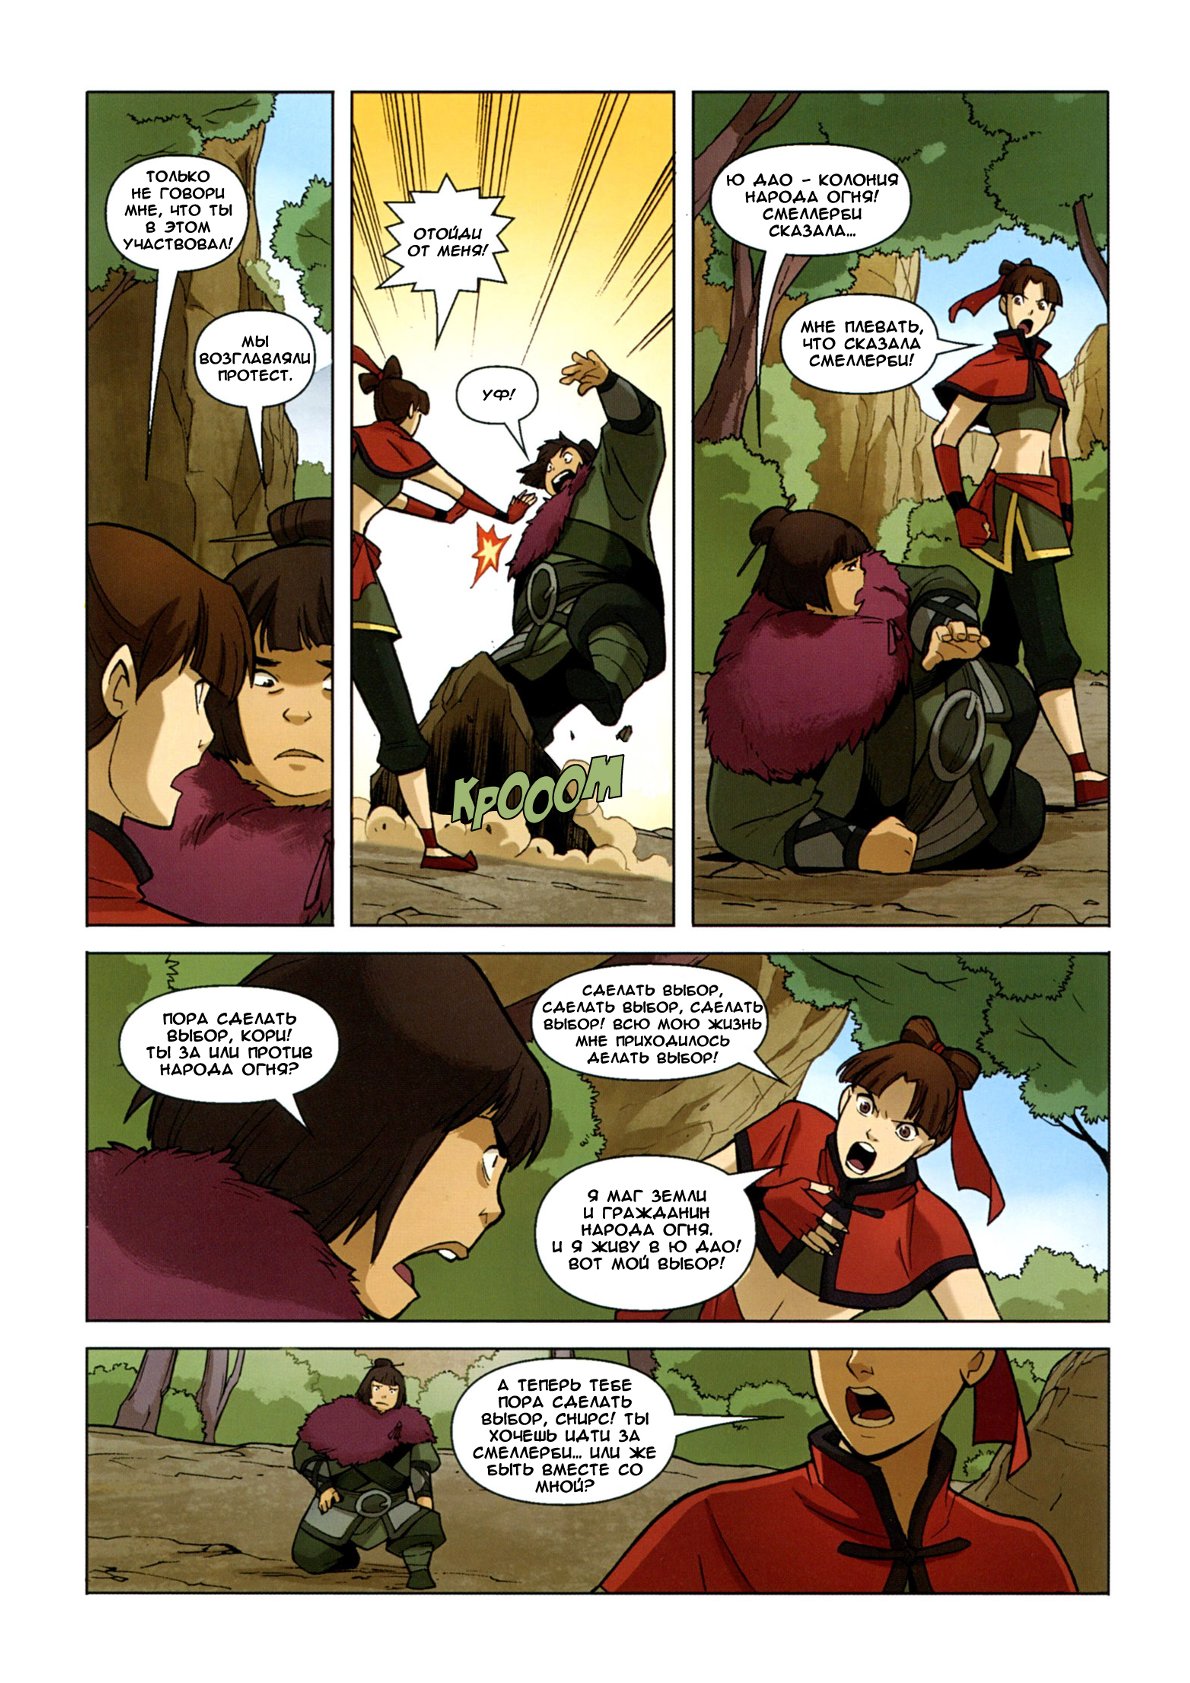 ТОЛЬКО
НЕ ГОВОРИ
МНЕ, ЧТО ТЫ
В ЭТОМ
УЧАСТВОВАЛ!
МЫ
ВОЗГЛАВЛЯЛИ
ПРОТЕСТ.
ОТОЙДИ
ОТ МЕНЯ!
УФ!
КРОООМ
Ю ДАО - КОЛОНИЯ
НАРОДА ОГНЯ!
СМЕЛЛЕРБИ
СКАЗАЛА...
МНЕ ПЛЕВАТЬ,
ЧТО СКАЗАЛА
СМЕЛЛЕРБИ!
ПОРА СДЕЛАТЬ
ВЫБОР, КОРИ!
ТЫ ЗА ИЛИ ПРОТИВ
НАРОДА ОГНЯ?
СДЕЛАТЬ ВЫБОР,
СДЕЛАТЬ ВЫБОР, СДЕЛАТЬ
ВЫБОР! ВСЮ МОЮ ЖИЗНЬ
МНЕ ПРИХОДИЛОСЬ
ДЕЛАТЬ ВЫБОР!
Я МАГ ЗЕМЛИ
И ГРАЖДАНИН
НАРОДА ОГНЯ.
И Я ЖИВУ В Ю ДАО!
ВОТ МОЙ ВЫБОР!
А ТЕПЕРЬ ТЕБЕ
ПОРА СДЕЛАТЬ
ВЫБОР, СНИРС! ТЫ
ХОЧЕШЬ ИДТИ ЗА
СМЕЛЛЕРБИ... ИЛИ ЖЕ
БЫТЬ ВМЕСТЕ СО
МНОЙ?